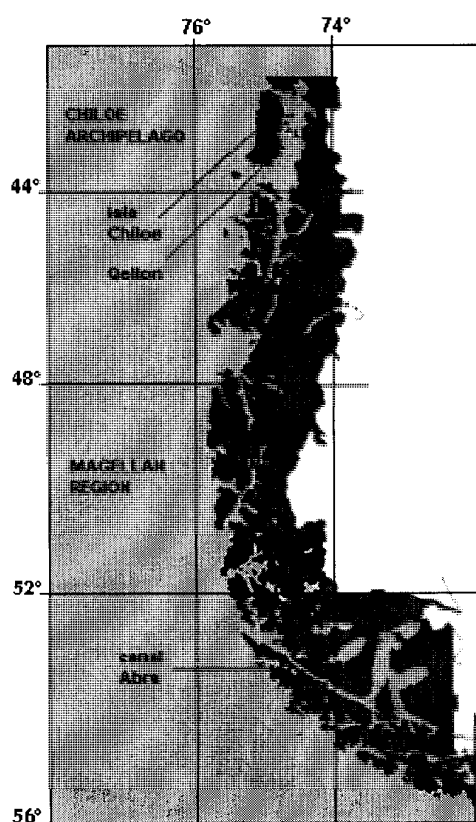 76° 74°
CHILOE
ARCHIPELAGO
44°
Isla
Chiloe
Qellon
48°
MAGELLAN
REGION
52°
canal
Abra
56°